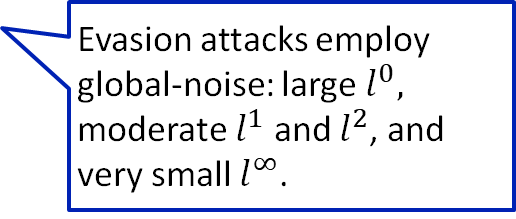 Evasion attacks employ
global-noise: large l⁰,
moderate l¹ and l², and
very small l^∞.